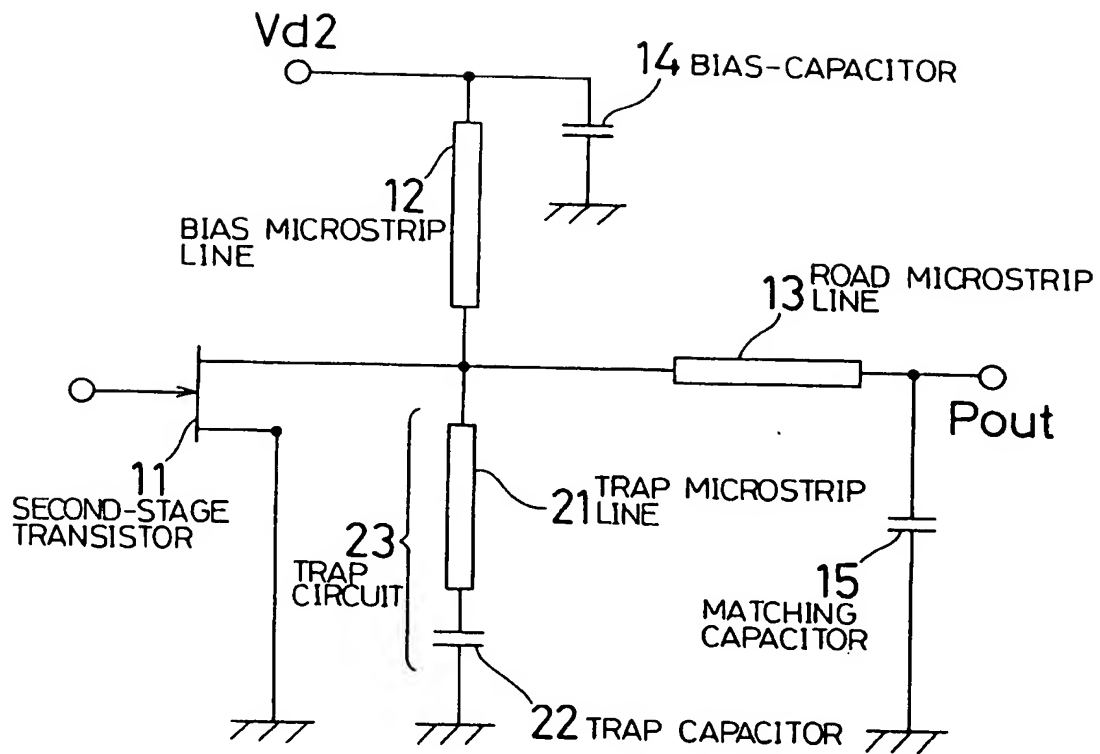 Vd2
14 BIAS-CAPACITOR
12
BIAS MICROSTRIP
LINE
13 ROAD MICROSTRIP
LINE
Pout
11
SECOND-STAGE
TRANSISTOR
21 TRAP MICROSTRIP
LINE
23
TRAP
CIRCUIT
15
MATCHING
CAPACITOR
22 TRAP CAPACITOR